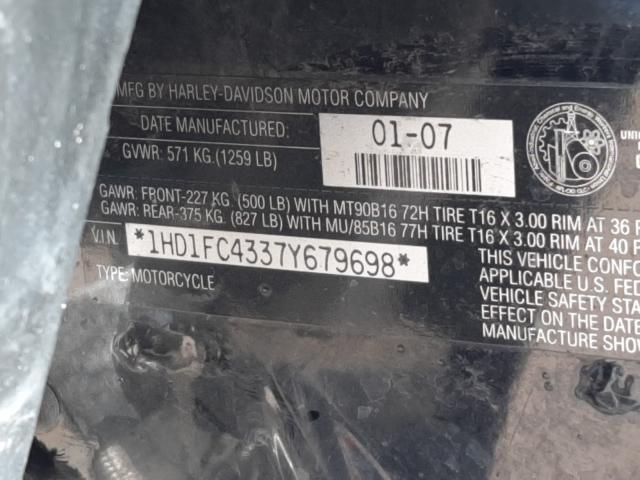 MFG BY HARLEY-DAVIDSON MOTOR COMPANY
DATE MANUFACTURED: 01-07
GVWR: 571 KG.(1259 LB)
GAWR: FRONT-227 KG (500 LB) WITH MT90B16 72H TIRE T16 X 3.00 RIM AT 36
GAWR: REAR-375 KG. (827 LB) WITH MU/85B16 77H TIRE T16 X 3.00 RIM AT 40
V.I.N. *1HD1FC4337Y679698*
TYPE: MOTORCYCLE
THIS VEHICLE CONFO
APPLICABLE U.S. FED
VEHICLE SAFETY STA
EFFECT ON THE DATE
MANUFACTURE SHOW